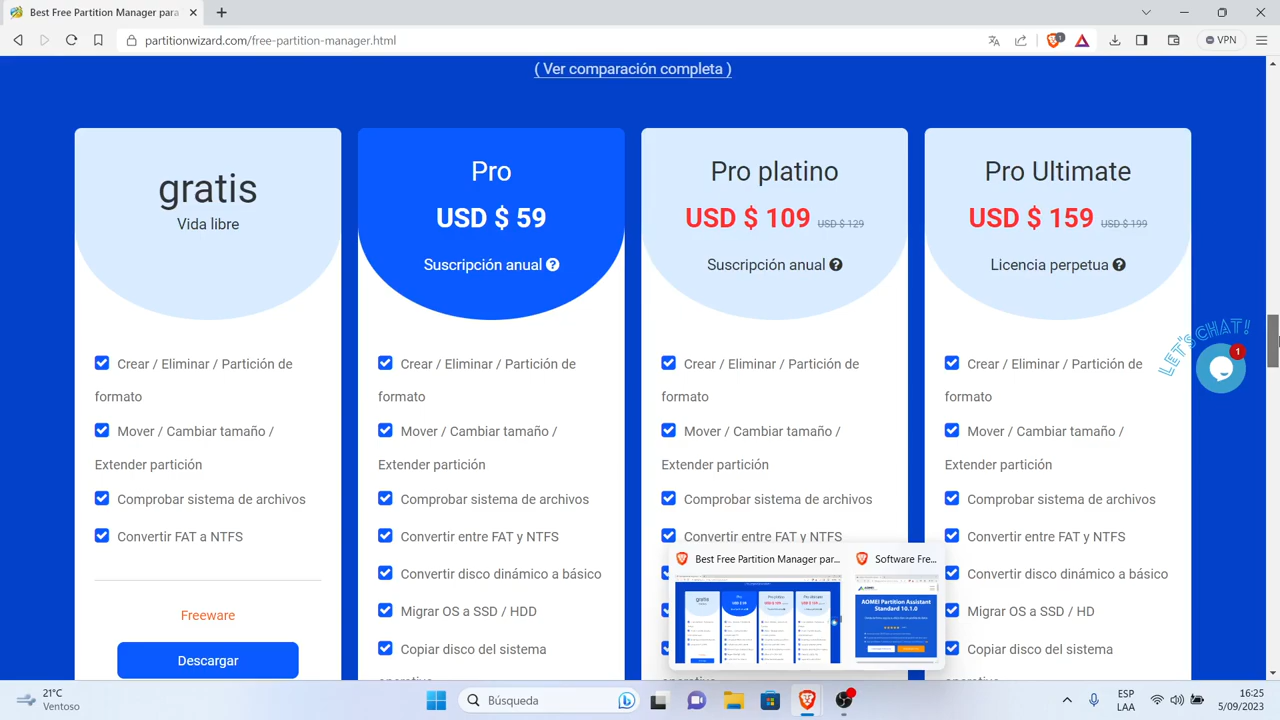 Best Free Partition Manager para
partitionwizard.com/free-partition-manager.html
1
VPN
( Ver comparación completa )
gratis
Vida libre
Crear / Eliminar / Partición de
formato
Mover / Cambiar tamaño /
Extender partición
Comprobar sistema de archivos
Convertir FAT a NTFS
Freeware
Descargar
Pro
USD $ 59
Suscripción anual
Crear / Eliminar / Partición de
formato
Mover / Cambiar tamaño /
Extender partición
Comprobar sistema de archivos
Convertir entre FAT y NTFS
Convertir disco dinámico a básico
Migrar OS a SSD / HDD
Copiar disco del sistema
Pro platino
USD $ 109 USD $ 129
Suscripción anual
Crear / Eliminar / Partición de
formato
Mover / Cambiar tamaño /
Extender partición
Comprobar sistema de archivos
Convertir entre FAT y NTFS
Pro Ultimate
USD $ 159 USD $ 199
Licencia perpetua
Crear / Eliminar / Partición de
formato
Mover / Cambiar tamaño /
Extender partición
Comprobar sistema de archivos
Convertir entre FAT y NTFS
Convertir disco dinámico a básico
Migrar OS a SSD / HD
Copiar disco del sistema
LET'S CHAT!
1
Best Free Partition Manager par...
Software Fre...
AOMEI Partition Assistant
Standard 10.1.0
21°C
Ventoso
Búsqueda
ESP
LAA
16:25
5/09/2023